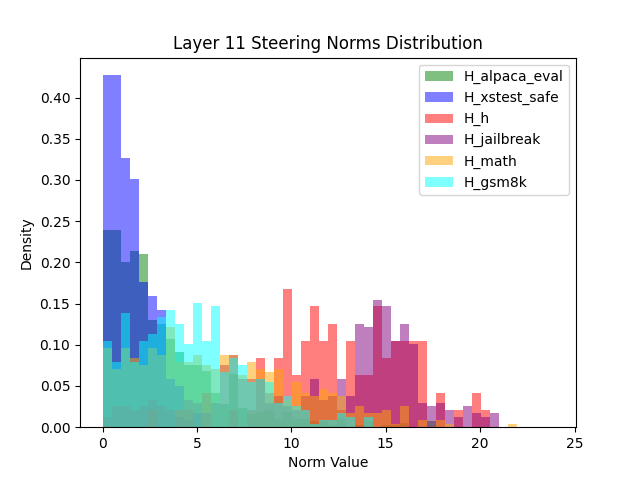 Layer 11 Steering Norms Distribution
H_alpaca_eval
H_xstest_safe
H_h
H_jailbreak
H_math
H_gsm8k
0.40
0.35
0.30
0.25
0.20
0.15
0.10
0.05
0.00
Density
0
5
10
15
20
25
Norm Value